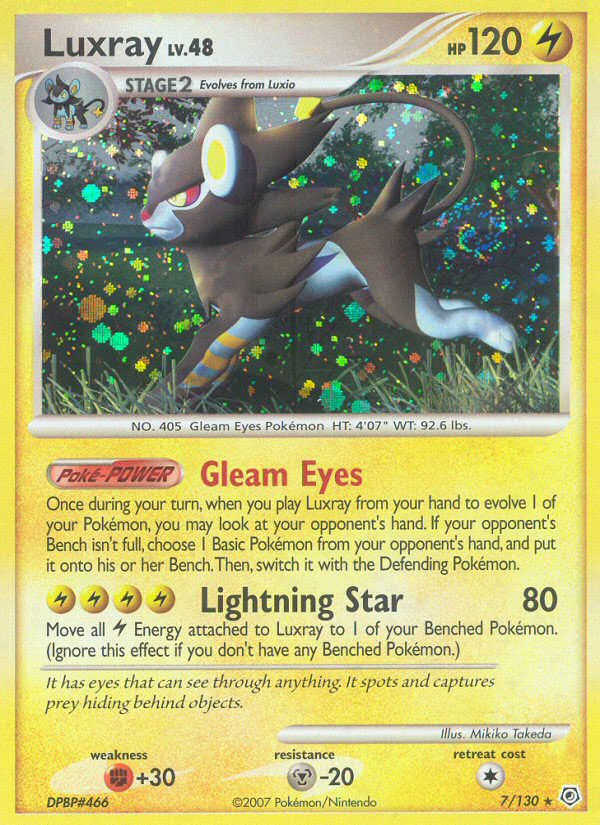 Luxray LV.48
HP 120
STAGE2 Evolves from Luxio
NO. 405 Gleam Eyes Pokémon HT: 4'07" WT: 92.6 lbs.
Poké-POWER Gleam Eyes
Once during your turn, when you play Luxray from your hand to evolve 1 of
your Pokémon, you may look at your opponent's hand. If your opponent's
Bench isn't full, choose 1 Basic Pokémon from your opponent's hand, and put
it onto his or her Bench. Then, switch it with the Defending Pokémon.
Lightning Star 80
Move all Energy attached to Luxray to 1 of your Benched Pokémon.
(Ignore this effect if you don't have any Benched Pokémon.)
It has eyes that can see through anything. It spots and captures
prey hiding behind objects.
Illus. Mikiko Takeda
weakness resistance retreat cost
+30 -20
DPBP#466 ©2007 Pokémon/Nintendo 7/130 ★